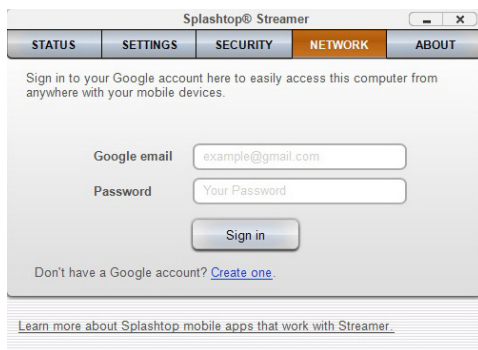 Splashtop® Streamer
STATUS SETTINGS SECURITY NETWORK ABOUT
Sign in to your Google account here to easily access this computer from
anywhere with your mobile devices.
Google email example@gmail.com
Password Your Password
Sign in
Don't have a Google account? Create one.
Learn more about Splashtop mobile apps that work with Streamer.